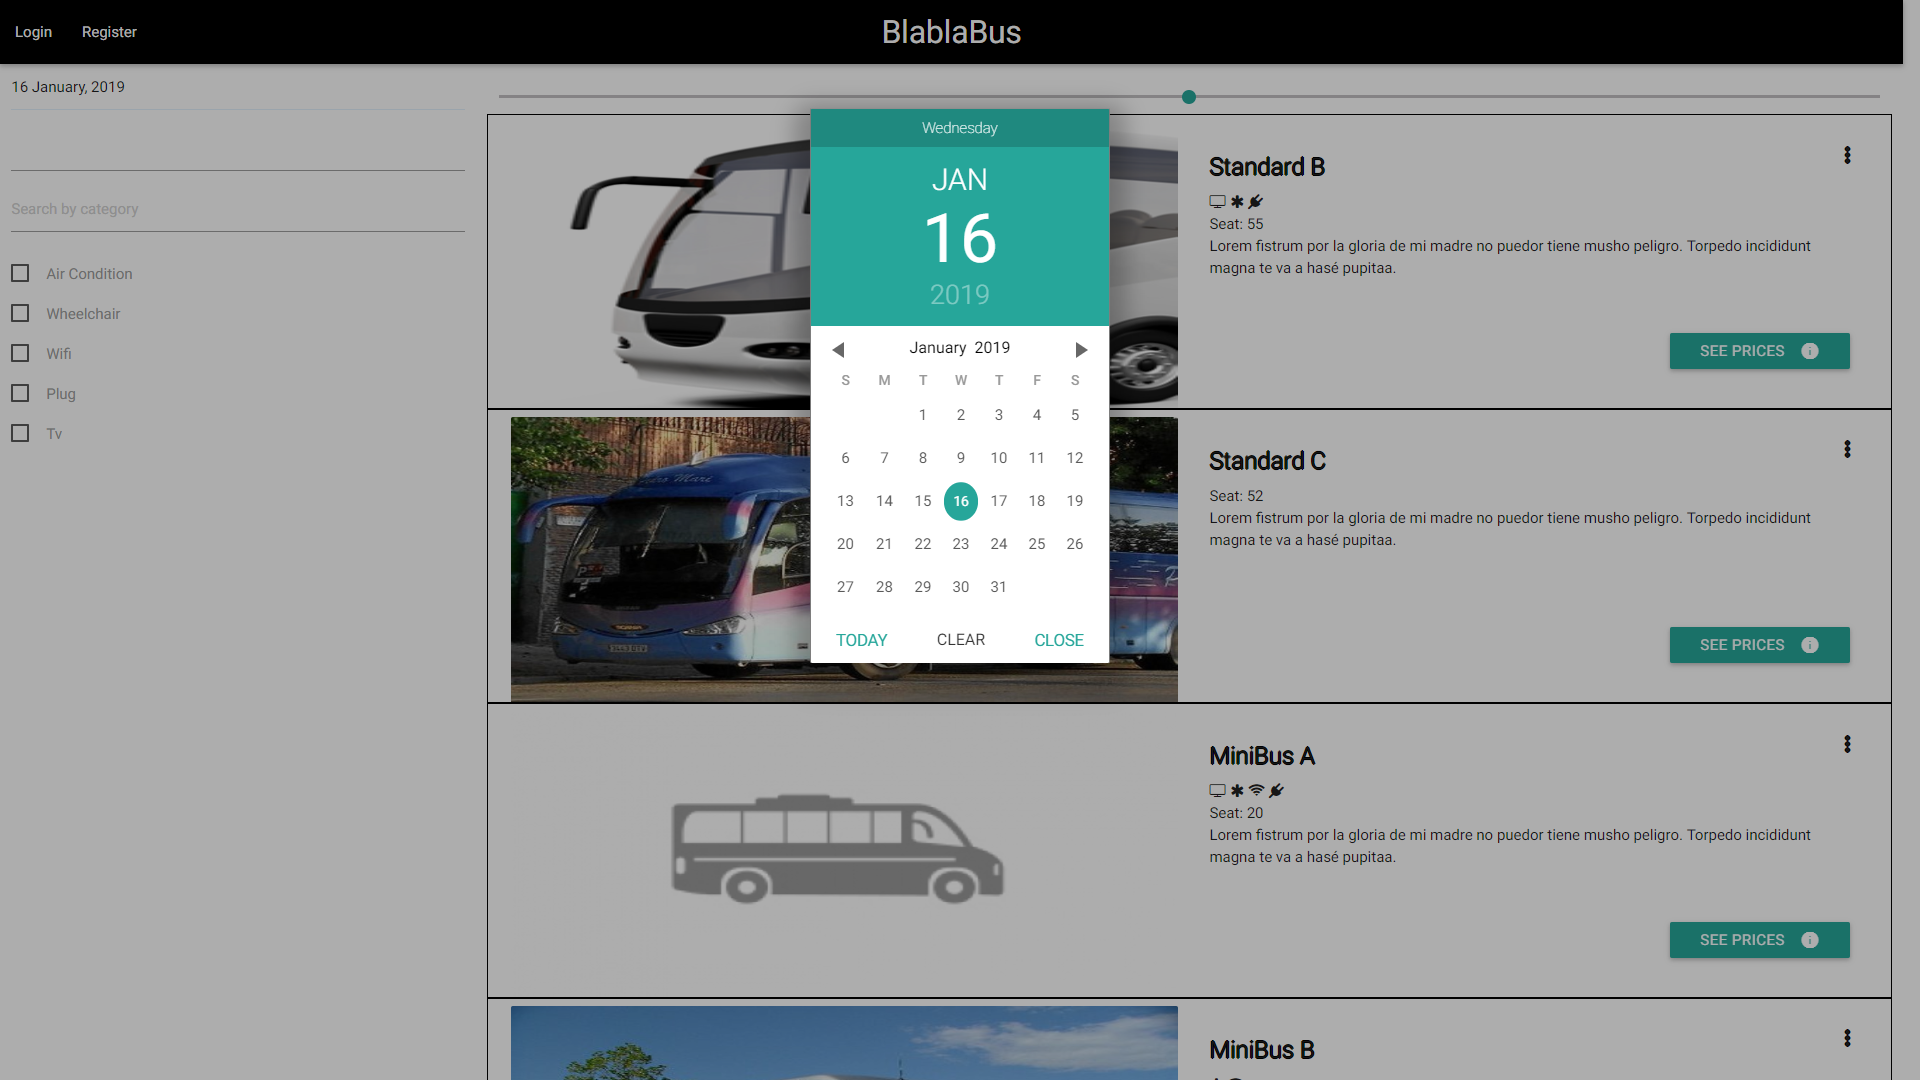 Login Register BlablaBus
16 January, 2019
Search by category
Air Condition
Wheelchair
Wifi
Plug
Tv
Wednesday
JAN
16
2019
January 2019
S M T W T F S
1 2 3 4 5
6 7 8 9 10 11 12
13 14 15 16 17 18 19
20 21 22 23 24 25 26
27 28 29 30 31
TODAY CLEAR CLOSE
Standard B
Seat: 55
Lorem fistrum por la gloria de mi madre no puedor tiene musho peligro. Torpedo incididunt
magna te va a hasé pupitaa.
SEE PRICES
Standard C
Seat: 52
Lorem fistrum por la gloria de mi madre no puedor tiene musho peligro. Torpedo incididunt
magna te va a hasé pupitaa.
SEE PRICES
MiniBus A
Seat: 20
Lorem fistrum por la gloria de mi madre no puedor tiene musho peligro. Torpedo incididunt
magna te va a hasé pupitaa.
SEE PRICES
MiniBus B